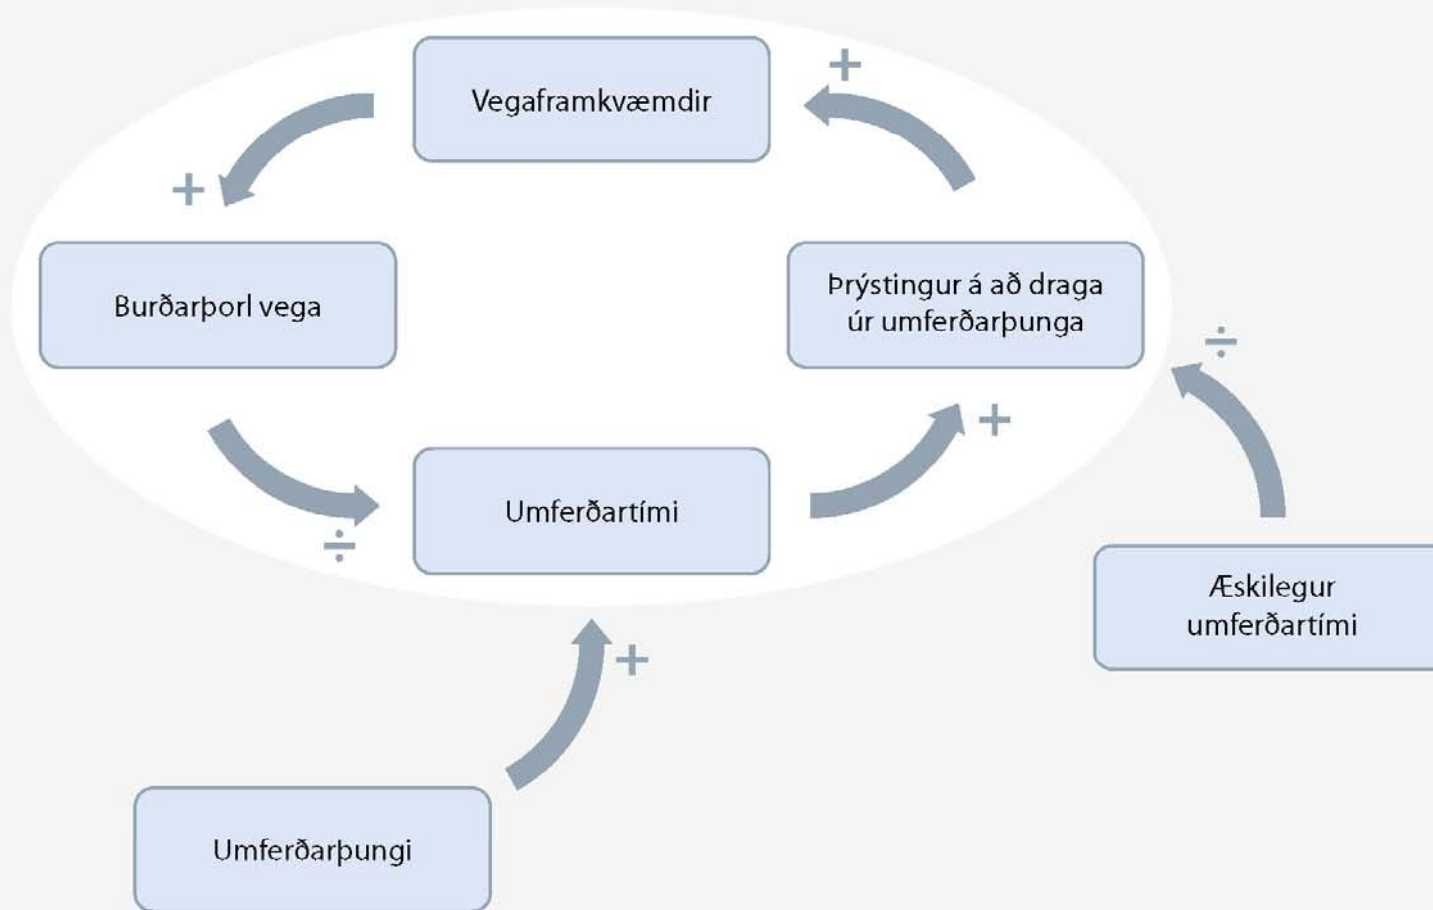 Vegaframkvæmdir
+
+
Burðarþorl vega
Þrýstingur á að draga
úr umferðarþunga
÷
+
Umferðartími
÷
Æskilegur
umferðartími
+
Umferðarþungi